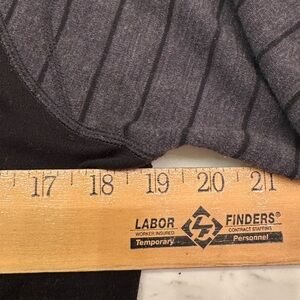 17 18 19 20 21
LABOR FINDERS®
WORKER INSURED CONTRACT STAFFING
Temporary Personnel